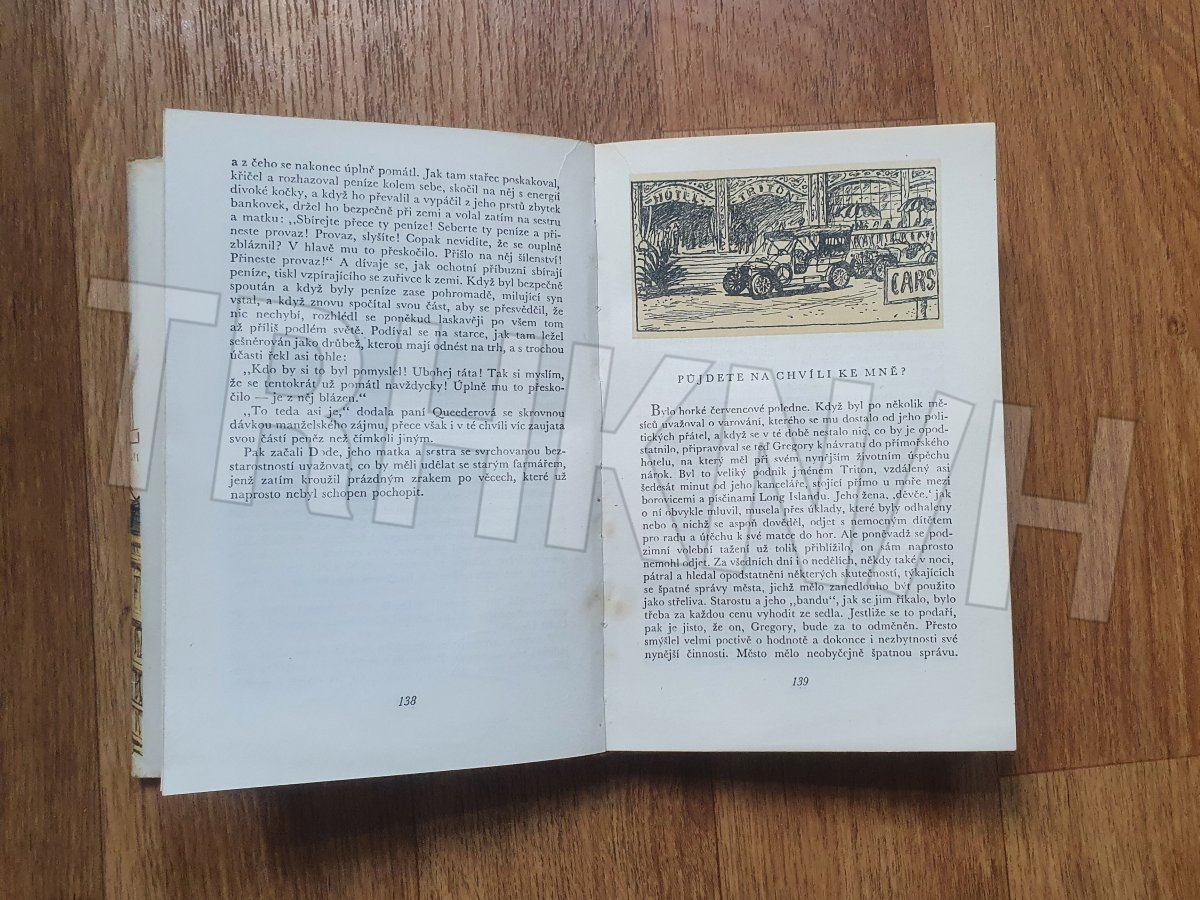 a z čeho se nakonec úplně pomátl. Jak tam stařec poskakoval,
křičel a rozhazoval peníze kolem sebe, skočil na něj s energií
divoké kočky, a když ho převalil a vypáčil z jeho prstů zbytek
bankovek, držel ho bezpečně při zemi a volal zatím na sestru
a matku: ,,Sbírejte přece ty peníze! Seberte ty peníze a při-
neste provaz! Provaz, slyšíte! Copak nevidíte, že se ouplně
zbláznil? V hlavě mu to přeskočilo. Přišlo na něj šílenství!
Přineste provaz!“ A dívaje se, jak ochotní příbuzní sbírají
peníze, tiskl vzpírajícího se zuřivce k zemi. Když byl bezpečně
spoután a když byly peníze zase pohromadě, milující syn
vstal, a když znovu spočítal svou část, aby se přesvědčil, že
nic nechybí, rozhlédl se poněkud laskavěji po všem tom
až příliš podlém světě. Podíval se na starce, jak tam ležel
sešněrován jako drůbež, kterou mají odnést na trh, a s trochou
účasti řekl asi tohle:
,,Kdo by si to byl pomyslel! Ubohej táta! Tak si myslím,
že se tentokrát už pomátl navždycky! Úplně mu to přesko-
čilo — je z něj blázen.“
,,To teda asi je,“ dodala paní Queederová se skrovnou
dávkou manželského zájmu, přece však i v té chvíli víc zaujata
svou částí peněz než čímkoli jiným.
Pak začali Dode, jeho matka a srstra se svrchovanou bez-
starostností uvažovat, co by měli udělat se starým farmářem,
jenž zatím kroužil prázdným zrakem po věcech, které už
naprosto nebyl schopen pochopit.
138
HOTEL TRITON
CARS
PŮJDETE NA CHVÍLI KE MNĚ?
Bylo horké červencové poledne. Když byl po několik mě-
síců uvažoval o varování, kterého se mu dostalo od jeho poli-
tických přátel, a když se v té době nestalo nic, co by je opod-
statnilo, připravoval se teď Gregory k návratu do přímořského
hotelu, na který měl při svém nynějším životním úspěchu
nárok. Byl to veliký podnik jménem Triton, vzdálený asi
šedesát minut od jeho kanceláře, stojící přímo u moře mezi
borovicemi a písčinami Long Islandu. Jeho žena, ,děvče,‘ jak
o ní obvykle mluvil, musela přes úklady, které byly odhaleny
nebo o nichž se aspoň dověděl, odjet s nemocným dítětem
pro radu a útěchu k své matce do hor. Ale poněvadž se pod-
zimní volební tažení už tolik přiblížilo, on sám naprosto
nemohl odjet. Za všedních dní i o nedělích, někdy také v noci,
pátral a hledal opodstatnění některých skutečností, týkajících
se špatné správy města, jichž mělo zanedlouho být použito
jako střeliva. Starostu a jeho ,,bandu“, jak se jim říkalo, bylo
třeba za každou cenu vyhodit ze sedla. Jestliže se to podaří,
pak je jisto, že on, Gregory, bude za to odměněn. Přesto
smýšlel velmi poctivě o hodnotě a dokonce i nezbytnosti své
nynější činnosti. Město mělo neobyčejně špatnou správu.
139
TRHKNIH